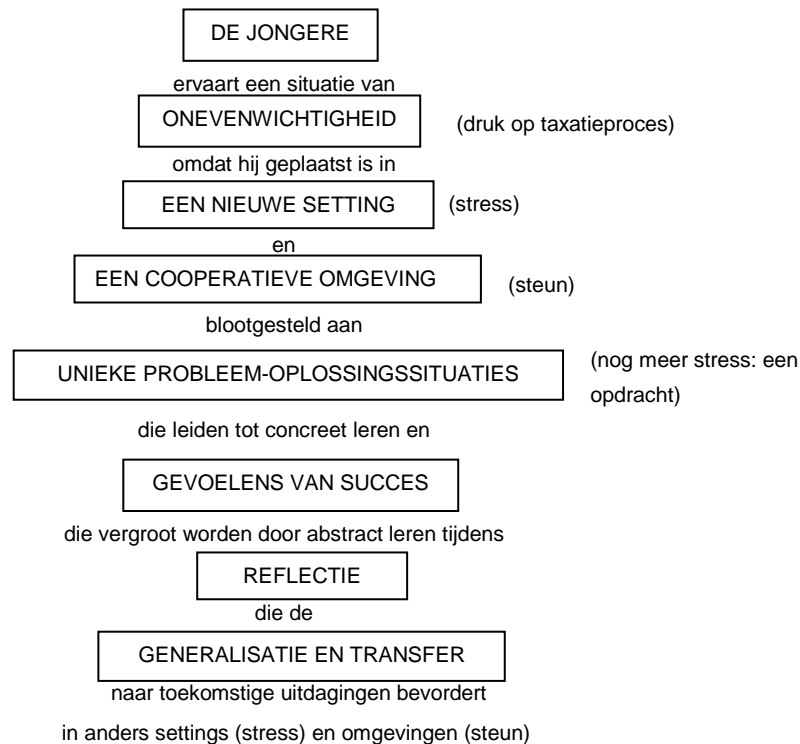 DE JONGERE
ervaart een situatie van
ONEVENWICHTIGHEID (druk op taxatieproces)
omdat hij geplaatst is in
EEN NIEUWE SETTING (stress)
en
EEN COOPERATIEVE OMGEVING (steun)
blootgesteld aan
UNIEKE PROBLEEM-OPLOSSINGSSITUATIES (nog meer stress: een
opdracht)
die leiden tot concreet leren en
GEVOELENS VAN SUCCES
die vergroot worden door abstract leren tijdens
REFLECTIE
die de
GENERALISATIE EN TRANSFER
naar toekomstige uitdagingen bevordert
in anders settings (stress) en omgevingen (steun)